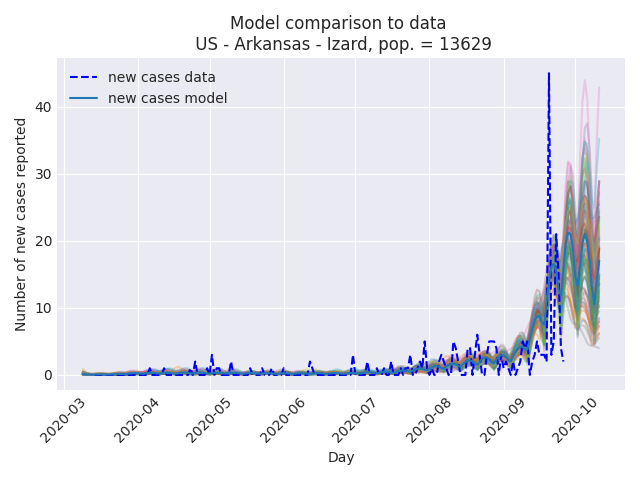 Model comparison to data
US - Arkansas - Izard, pop. = 13629
new cases data
new cases model
Number of new cases reported
40
30
20
10
0
2020-03
2020-04
2020-05
2020-06
2020-07
2020-08
2020-09
2020-10
Day